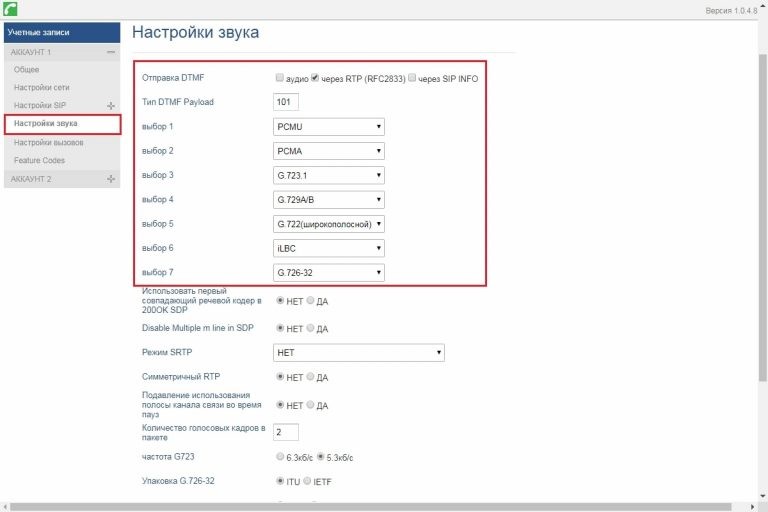 Версия 1.0.4.8
Учетные записи
АККАУНТ 1
Общее
Настройки сети
Настройки SIP
Настройки звука
Настройки вызовов
Feature Codes
АККАУНТ 2
Настройки звука
Отправка DTMF аудио через RTP (RFC2833) через SIP INFO
Тип DTMF Payload 101
выбор 1 PCMU
выбор 2 PCMA
выбор 3 G.723.1
выбор 4 G.729A/B
выбор 5 G.722(широкополосной)
выбор 6 iLBC
выбор 7 G.726-32
Использовать первый
совпадающий речевой кодер в
200OK SDP
НЕТ ДА
Disable Multiple m line in SDP НЕТ ДА
Режим SRTP НЕТ
Симметричный RTP НЕТ ДА
Подавление использования
полосы канала связи во время
пауз
НЕТ ДА
Количество голосовых кадров в
пакете
2
частота G723 6.3кб/с 5.3кб/с
Упаковка G.726-32 ITU IETF